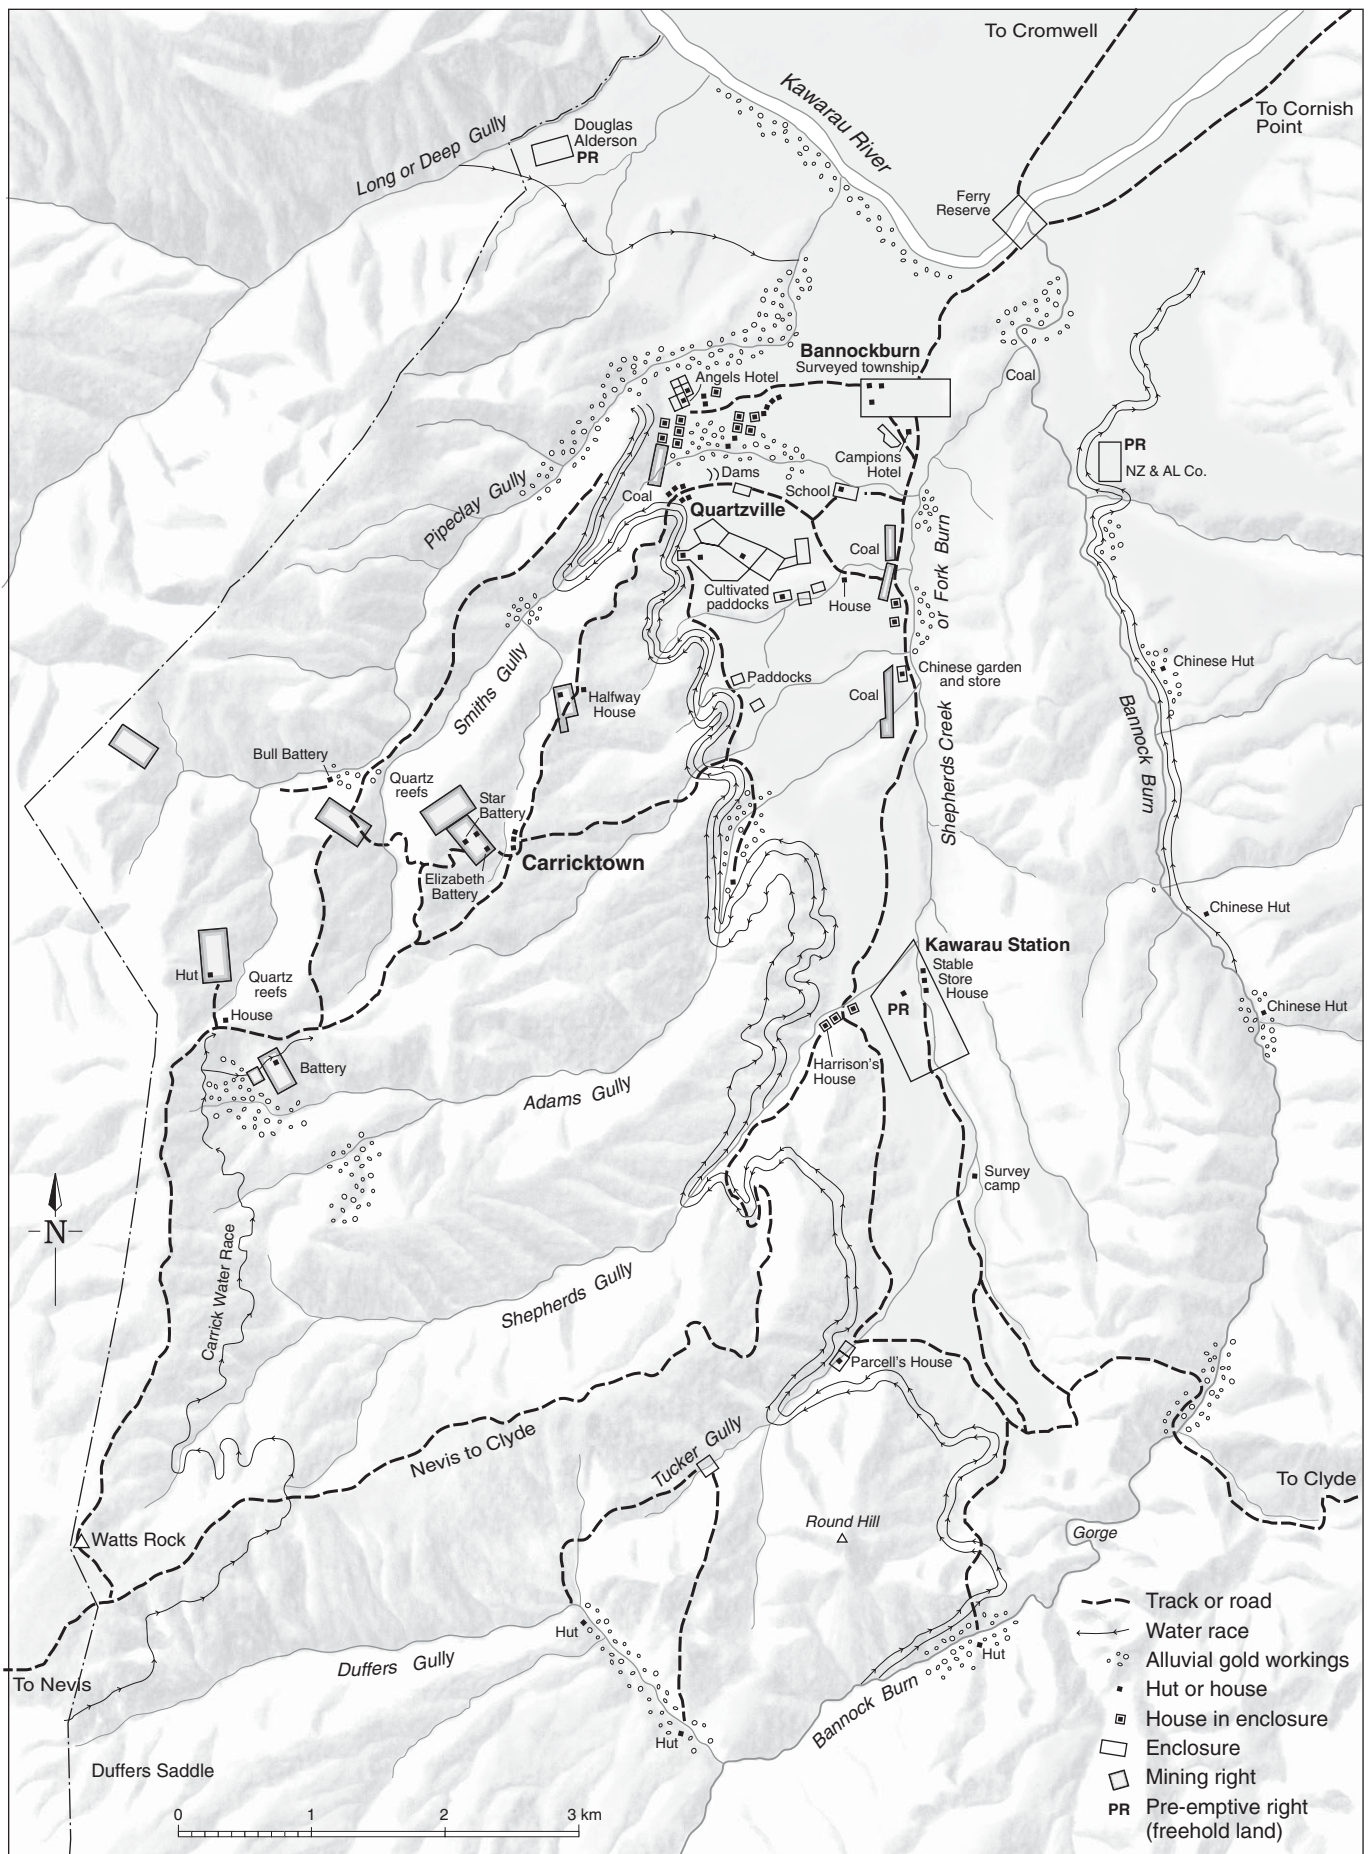 To Cromwell
Kawarau River
To Cornish
Point
Douglas
Alderson
PR
Long or Deep Gully
Ferry
Reserve
Bannockburn
Surveyed township
Angels Hotel
Coal
PR
NZ & AL Co.
Campions
Hotel
Pipeclay Gully
Dams
Coal
School
Quartzville
Coal
Cultivated
paddocks
House
Shepherds Creek or Fork Burn
Chinese Hut
Chinese garden
and store
Smiths Gully
Paddocks
Halfway
House
Coal
Bannock Burn
Bull Battery
Quartz
reefs
Star
Battery
Carricktown
Elizabeth
Battery
Chinese Hut
Kawarau Station
Stable
Store
House
PR
Hut
Quartz
reefs
House
Chinese Hut
Battery
Harrison's
House
Adams Gully
Survey
camp
N
Carrick Water Race
Shepherds Gully
Parcell's House
Nevis to Clyde
Tucker Gully
To Clyde
Round Hill
Gorge
Watts Rock
Hut
Duffers Gully
Hut
To Nevis
Bannock Burn
Hut
Duffers Saddle
0 1 2 3 km
Track or road
Water race
Alluvial gold workings
Hut or house
House in enclosure
Enclosure
Mining right
PR Pre-emptive right
(freehold land)